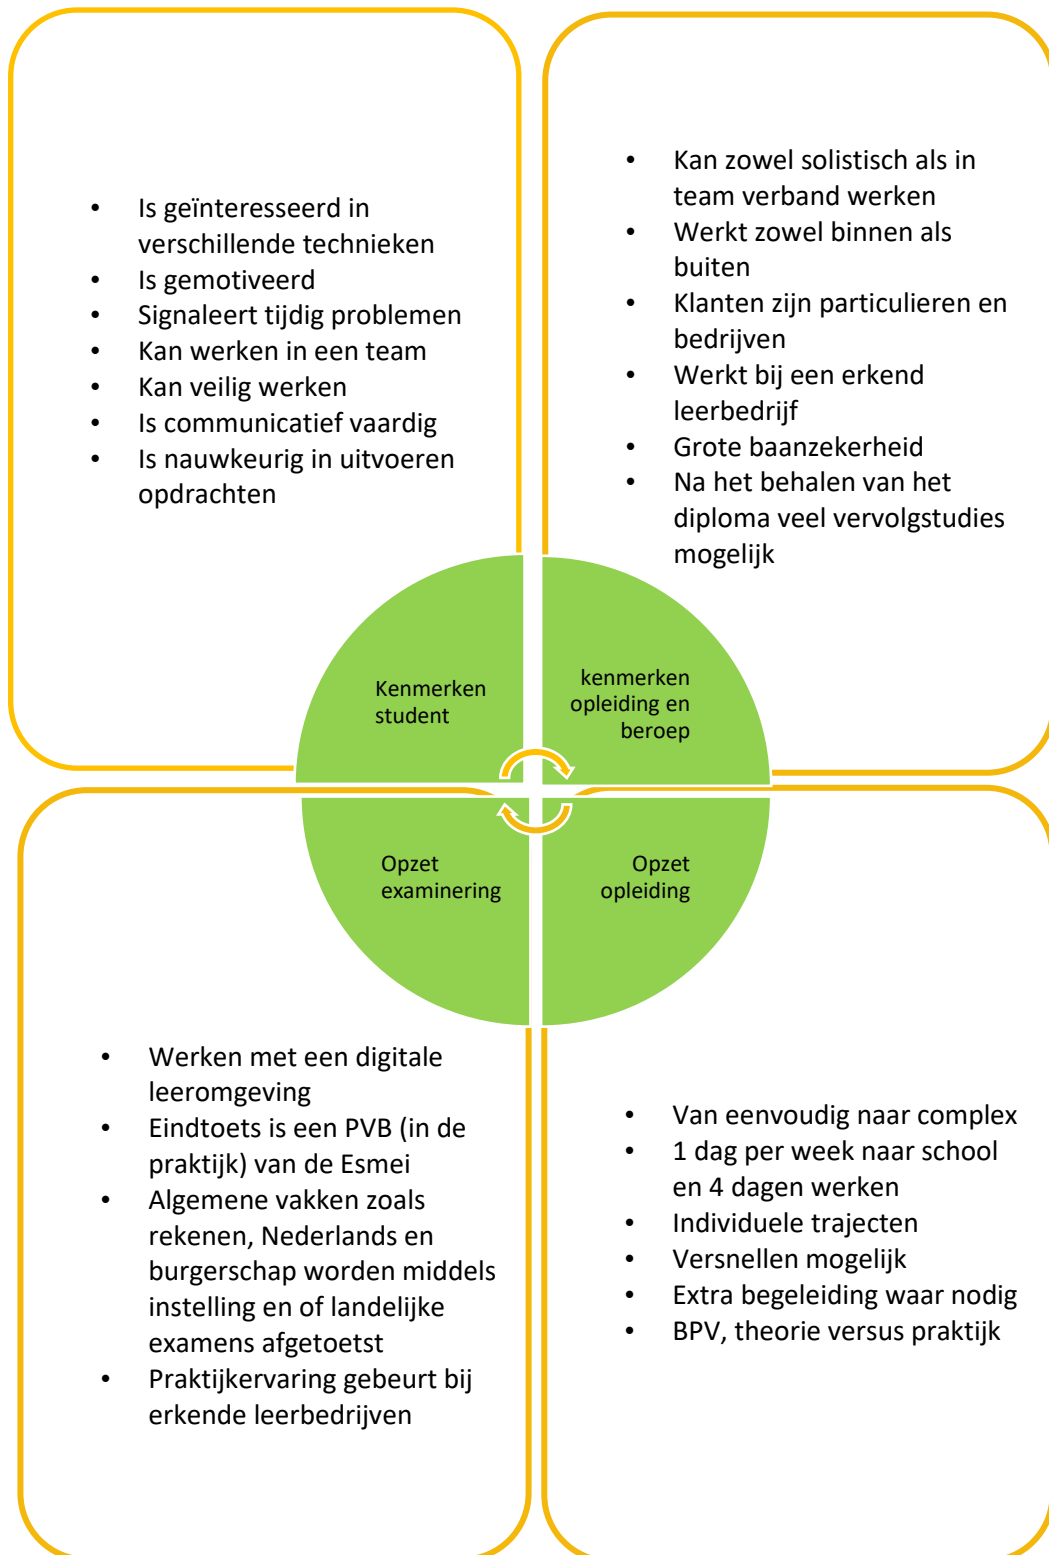 • Is geïnteresseerd in
verschillende technieken
• Is gemotiveerd
• Signaleert tijdig problemen
• Kan werken in een team
• Kan veilig werken
• Is communicatief vaardig
• Is nauwkeurig in uitvoeren
opdrachten
• Kan zowel solistisch als in
team verband werken
• Werkt zowel binnen als
buiten
• Klanten zijn particulieren en
bedrijven
• Werkt bij een erkend
leerbedrijf
• Grote baanzekerheid
• Na het behalen van het
diploma veel vervolgstudies
mogelijk
Kenmerken
student
kenmerken
opleiding en
beroep
Opzet
examinering
Opzet
opleiding
• Werken met een digitale
leeromgeving
• Eindtoets is een PVB (in de
praktijk) van de Esmei
• Algemene vakken zoals
rekenen, Nederlands en
burgerschap worden middels
instelling en of landelijke
examens afgetoetst
• Praktijkervaring gebeurt bij
erkende leerbedrijven
• Van eenvoudig naar complex
• 1 dag per week naar school
en 4 dagen werken
• Individuele trajecten
• Versnellen mogelijk
• Extra begeleiding waar nodig
• BPV, theorie versus praktijk